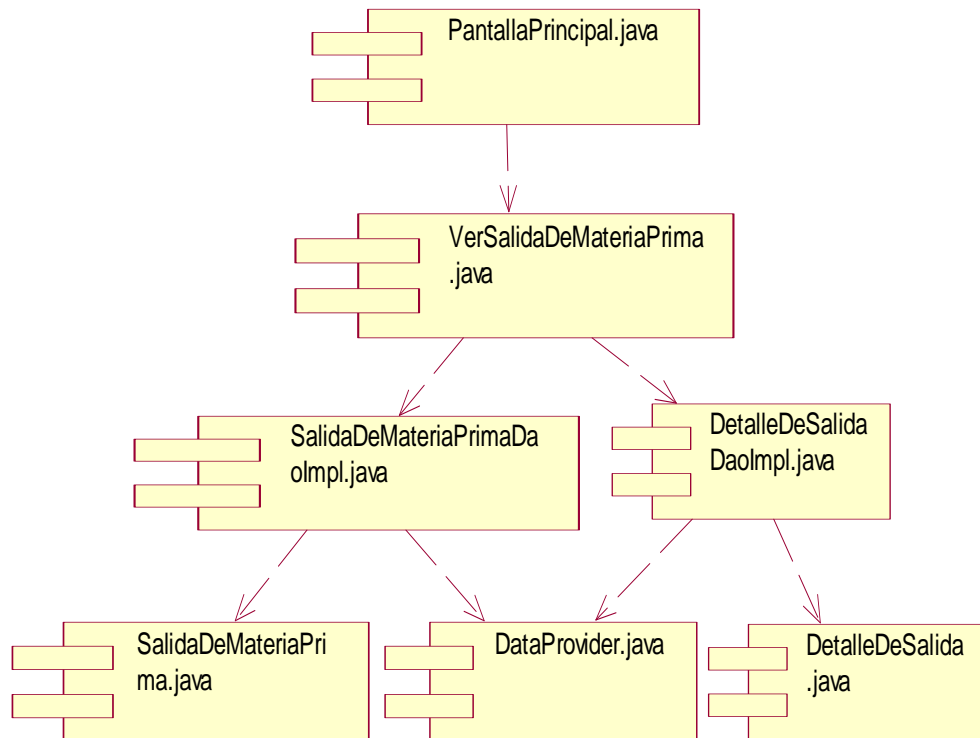 PantallaPrincipal.java
VerSalidaDeMateriaPrima
.java
SalidaDeMateriaPrimaDa
oImpl.java
DetalleDeSalida
DaoImpl.java
SalidaDeMateriaPri
ma.java
DataProvider.java
DetalleDeSalida
.java